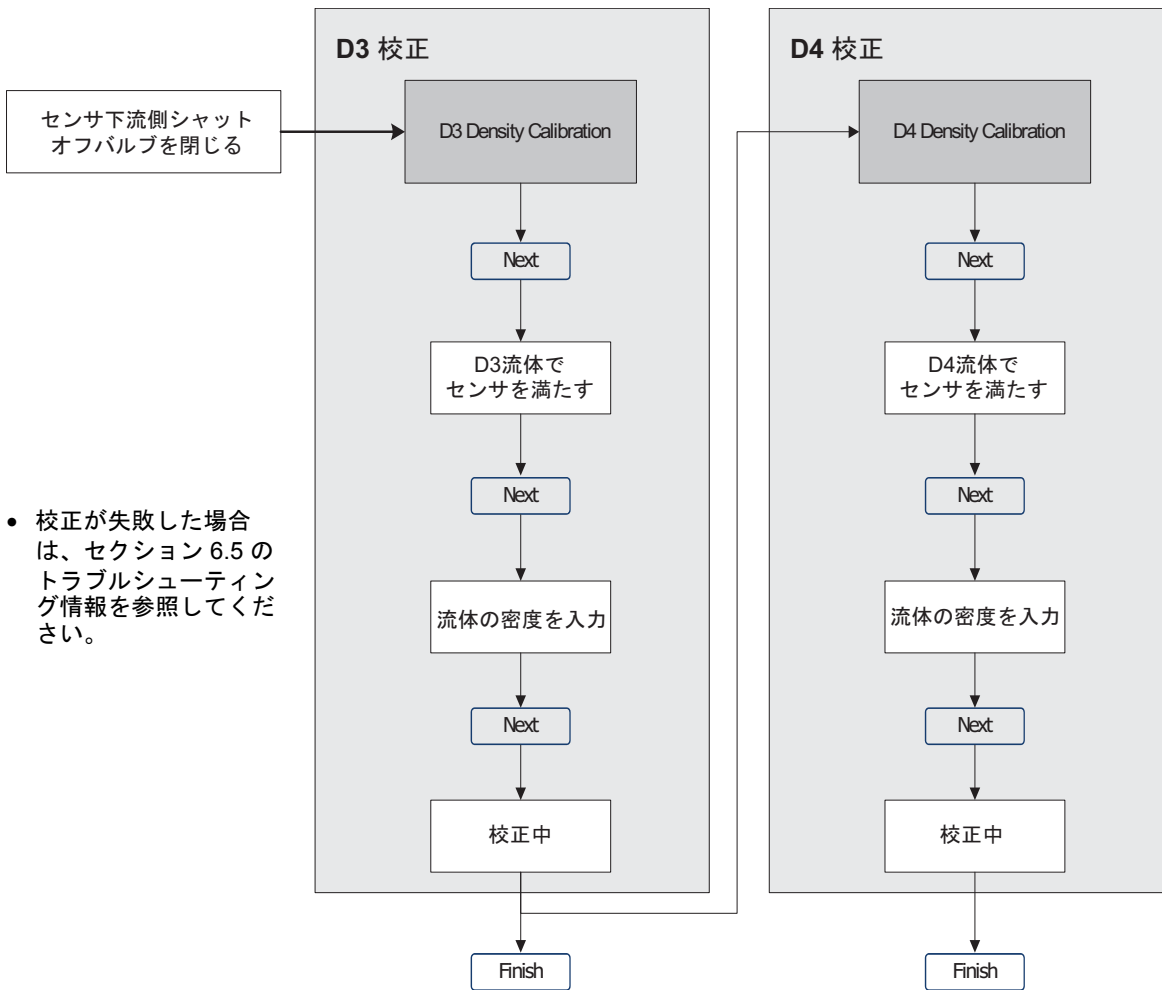 センサ下流側シャット
オフバルブを閉じる
• 校正が失敗した場合
は、セクション 6.5 の
トラブルシューティン
グ情報を参照してくだ
さい。
D3 校正
D3 Density Calibration
Next
D3流体で
センサを満たす
Next
流体の密度を入力
Next
校正中
Finish
D4 校正
D4 Density Calibration
Next
D4流体で
センサを満たす
Next
流体の密度を入力
Next
校正中
Finish